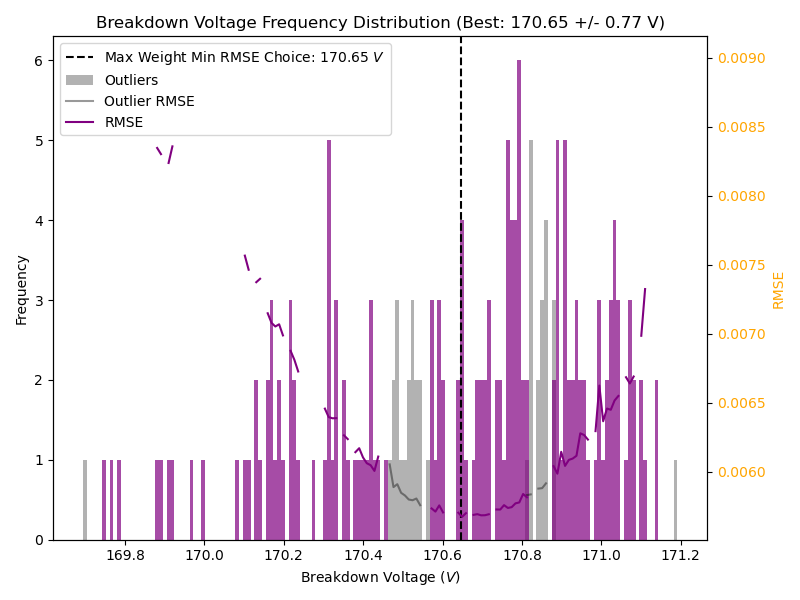 Breakdown Voltage Frequency Distribution (Best: 170.65 +/- 0.77 V)
Max Weight Min RMSE Choice: 170.65 V
Outliers
Outlier RMSE
RMSE
6
5
4
3
2
1
0
Frequency
0.0090
0.0085
0.0080
0.0075
0.0070
0.0065
0.0060
RMSE
169.8 170.0 170.2 170.4 170.6 170.8 171.0 171.2
Breakdown Voltage (V)